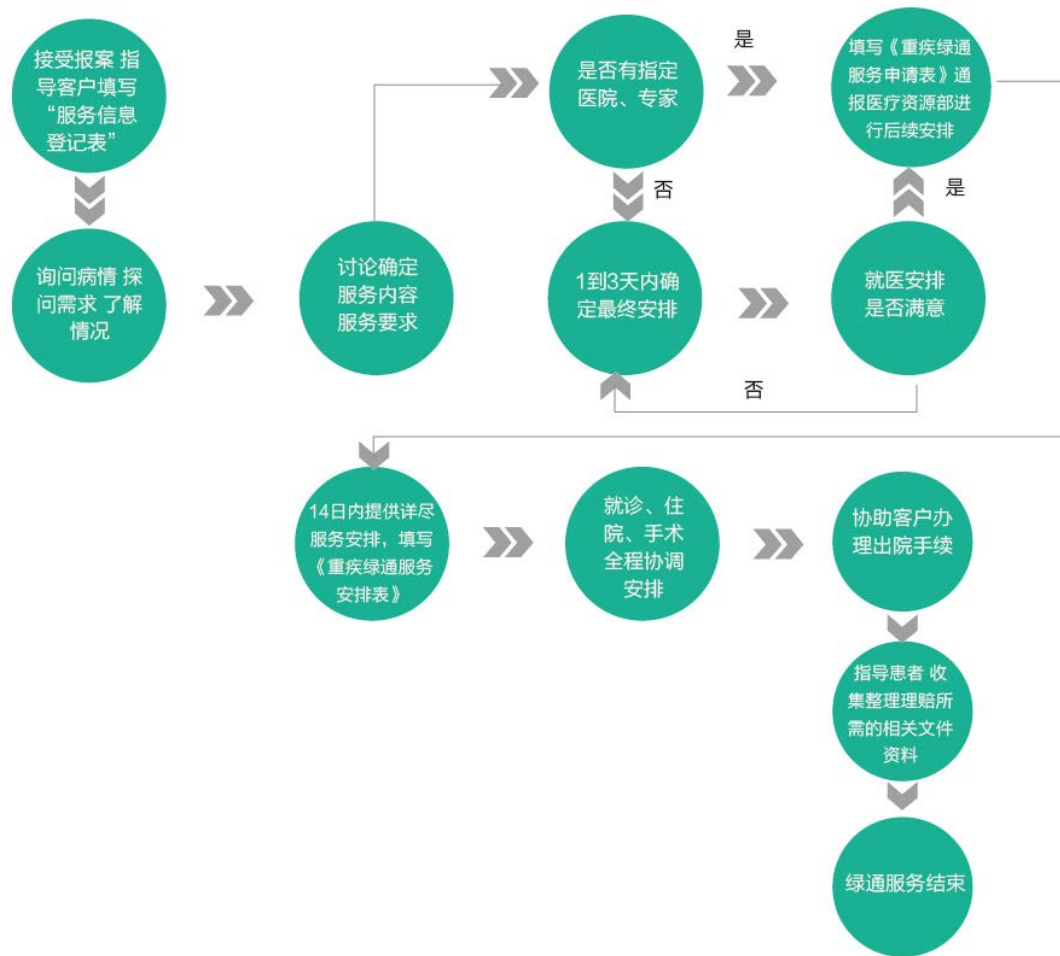 接受报案 指
导客户填写
“服务信息
登记表”
询问病情 探
问需求 了解
情况
讨论确定
服务内容
服务要求
是否有指定
医院、专家
是
填写《重疾绿通
服务申请表》通
报医疗资源部进
行后续安排
否
1到3天内确
定最终安排
是
就医安排
是否满意
否
14日内提供详尽
服务安排，填写
《重疾绿通服务
安排表》
就诊、住
院、手术
全程协调
安排
协助客户办
理出院手续
指导患者 收
集整理理赔所
需的相关文件
资料
绿通服务结束